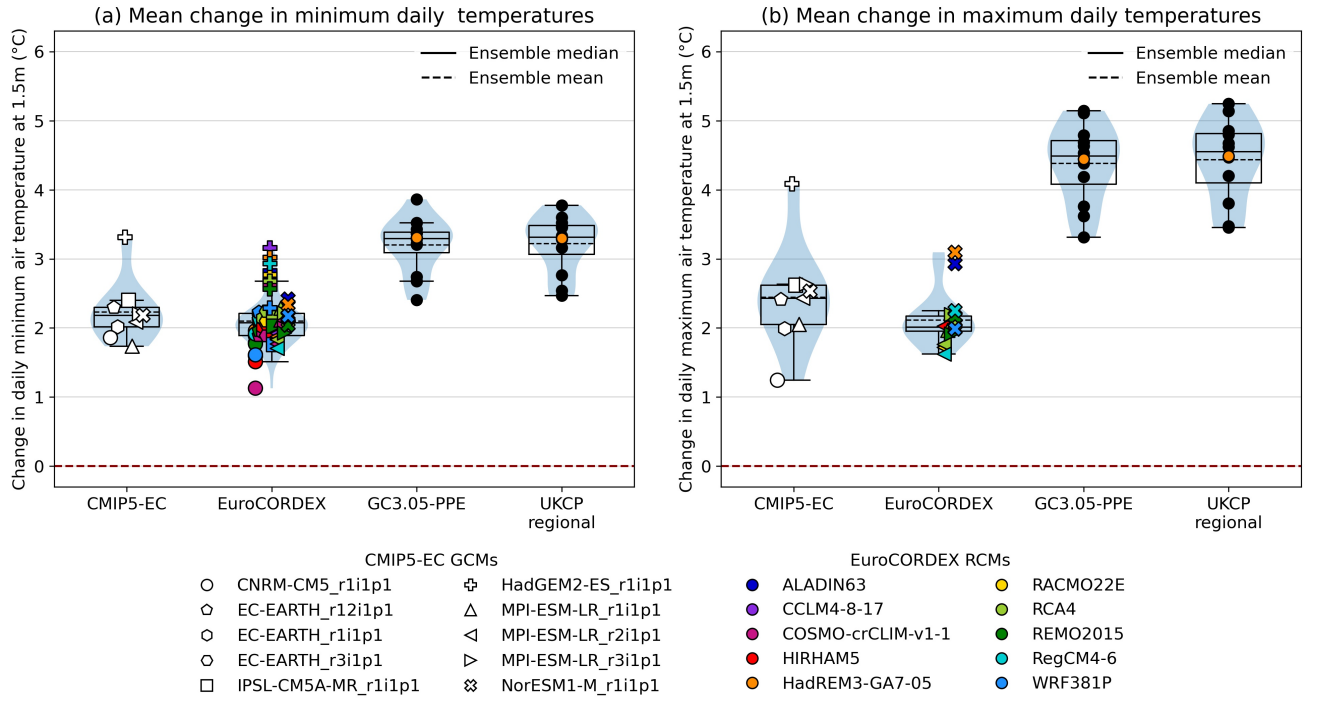 (a) Mean change in minimum daily  temperatures
Change in daily minimum air temperature at 1.5m (°C)
6
5
4
3
2
1
0
Ensemble median
Ensemble mean
CMIP5-EC
EuroCORDEX
GC3.05-PPE
UKCP
regional
(b) Mean change in maximum daily temperatures
Change in daily maximum air temperature at 1.5m (°C)
6
5
4
3
2
1
0
Ensemble median
Ensemble mean
CMIP5-EC
EuroCORDEX
GC3.05-PPE
UKCP
regional
CMIP5-EC GCMs
CNRM-CM5_r1i1p1
EC-EARTH_r12i1p1
EC-EARTH_r1i1p1
EC-EARTH_r3i1p1
IPSL-CM5A-MR_r1i1p1
HadGEM2-ES_r1i1p1
MPI-ESM-LR_r1i1p1
MPI-ESM-LR_r2i1p1
MPI-ESM-LR_r3i1p1
NorESM1-M_r1i1p1
EuroCORDEX RCMs
ALADIN63
CCLM4-8-17
COSMO-crCLIM-v1-1
HIRHAM5
HadREM3-GA7-05
RACMO22E
RCA4
REMO2015
RegCM4-6
WRF381P